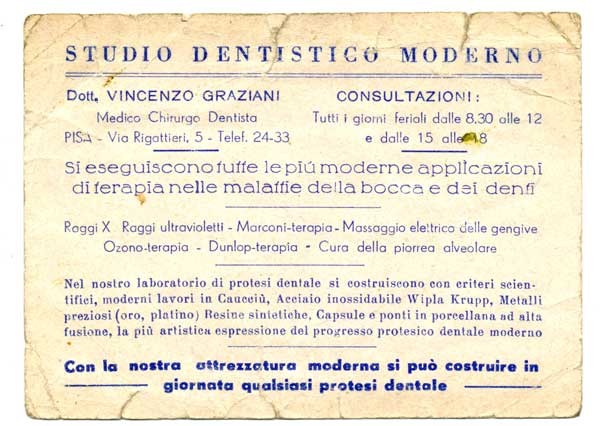 STUDIO DENTISTICO MODERNO
Dott. VINCENZO GRAZIANI
Medico Chirurgo Dentista
PISA - Via Rigattieri, 5 - Telef. 24-33
CONSULTAZIONI:
Tutti i giorni feriali dalle 8,30 alle 12
e dalle 15 alle 18
Si eseguiscono tutte le più moderne applicazioni
di terapia nelle malattie della bocca e dei denti
Raggi X Raggi ultravioletti - Marconi-terapia - Massaggio elettrico delle gengive
Ozono-terapia - Dunlop-terapia - Cura della piorrea alveolare
Nel nostro laboratorio di protesi dentale si costruiscono con criteri scien-
tifici, moderni lavori in Caucciù, Acciaio inossidabile Wipla Krupp, Metalli
preziosi (oro, platino) Resine sintetiche, Capsule e ponti in porcellana ad alta
fusione, la più artistica espressione del progresso protesico dentale moderno
Con la nostra attrezzatura moderna si può costruire in
giornata qualsiasi protesi dentale